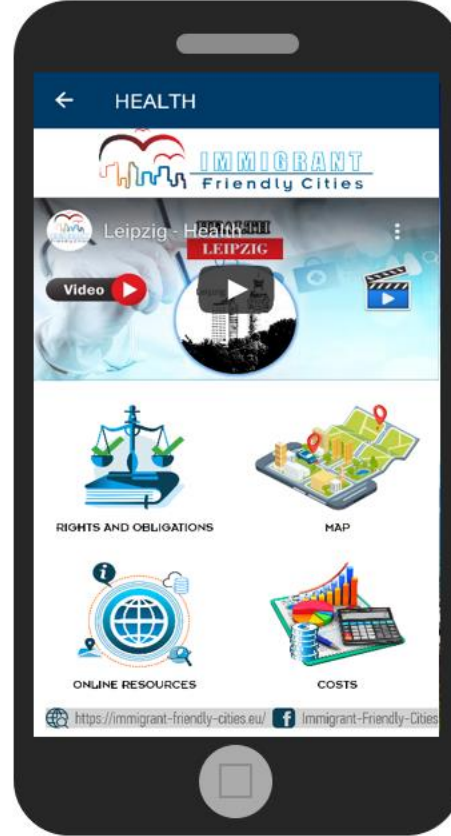 HEALTH
IMMIGRANT
Friendly Cities
Leipzig - Health
HEALTH
LEIPZIG
Video
RIGHTS AND OBLIGATIONS
MAP
ONLINE RESOURCES
COSTS
https://immigrant-friendly-cities.eu/ Immigrant-Friendly-Cities